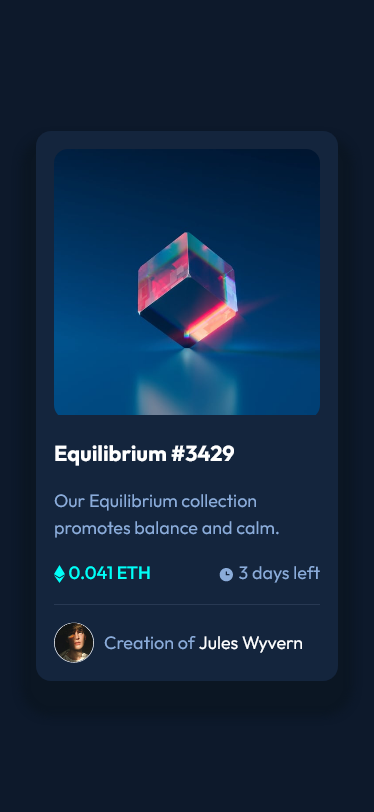 Equilibrium #3429
Our Equilibrium collection
promotes balance and calm.
0.041 ETH
3 days left
Creation of Jules Wyvern